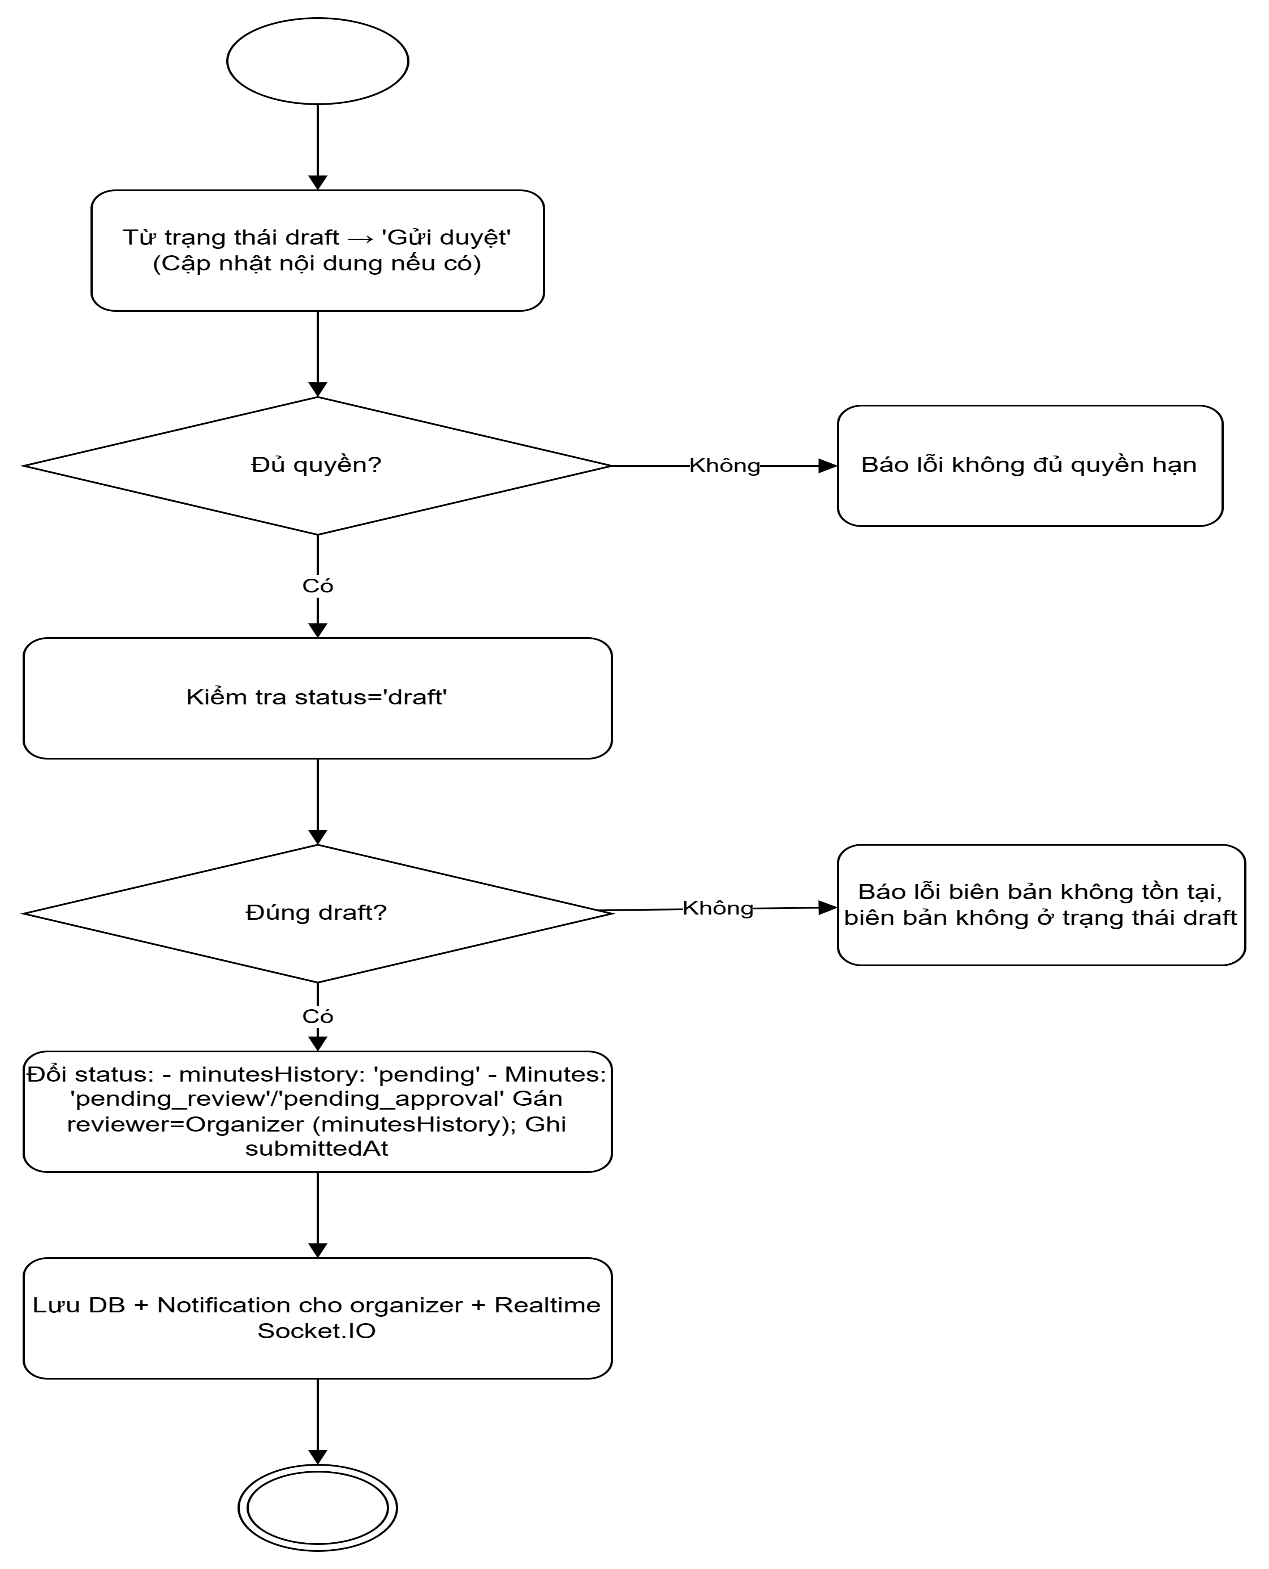 Từ trạng thái draft → 'Gửi duyệt'
(Cập nhật nội dung nếu có)
Đủ quyền?
Không
Báo lỗi không đủ quyền hạn
Có
Kiểm tra status='draft'
Đúng draft?
Không
Báo lỗi biên bản không tồn tại,
biên bản không ở trạng thái draft
Có
Đổi status: - minutesHistory: 'pending' - Minutes:
'pending_review'/'pending_approval' Gán
reviewer=Organizer (minutesHistory); Ghi
submittedAt
Lưu DB + Notification cho organizer + Realtime
Socket.IO